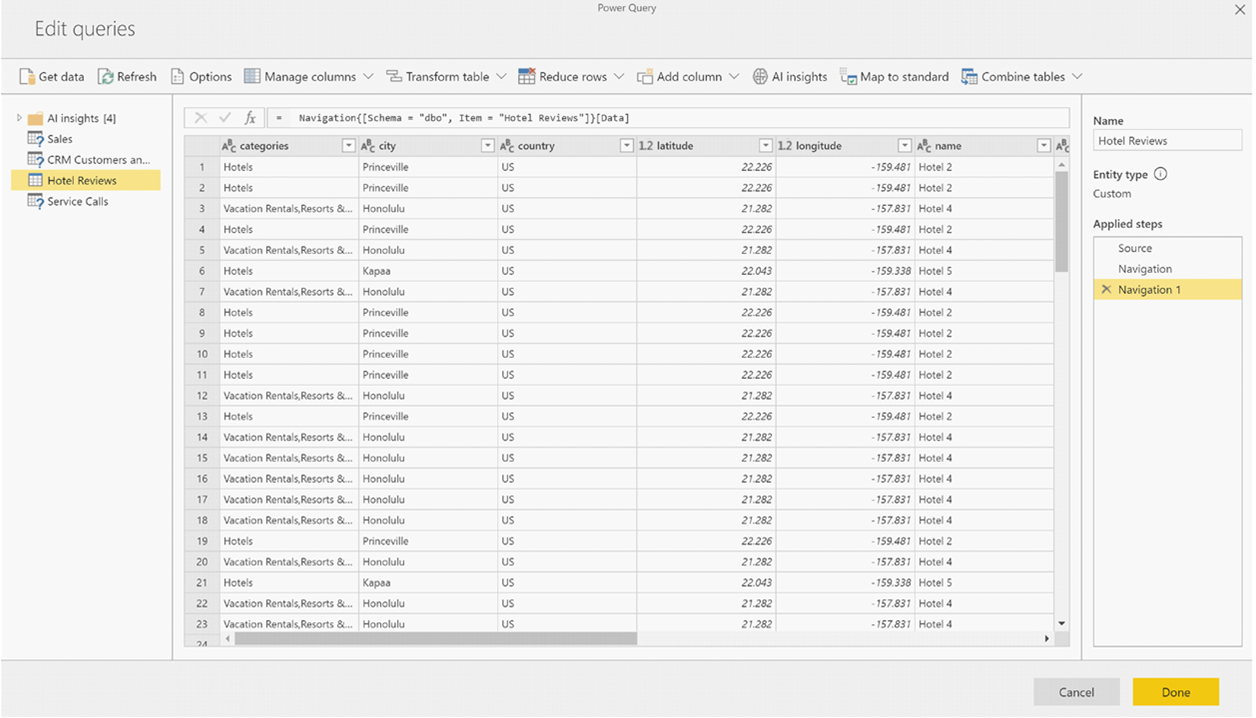 Power Query
Edit queries
Get data Refresh Options Manage columns Transform table Reduce rows Add column AI insights Map to standard Combine tables
AI insights [4]
Sales
CRM Customers an...
Hotel Reviews
Service Calls
fx = Navigation{[Schema = "dbo", Item = "Hotel Reviews"]}[Data]
ABC categories ABC city ABC country 1.2 latitude 1.2 longitude ABC name ABC
1 Hotels Princeville US 22.226 -159.481 Hotel 2
2 Hotels Princeville US 22.226 -159.481 Hotel 2
3 Vacation Rentals,Resorts &... Honolulu US 21.282 -157.831 Hotel 4
4 Hotels Princeville US 22.226 -159.481 Hotel 2
5 Vacation Rentals,Resorts &... Honolulu US 21.282 -157.831 Hotel 4
6 Hotels Kapaa US 22.043 -159.338 Hotel 5
7 Vacation Rentals,Resorts &... Honolulu US 21.282 -157.831 Hotel 4
8 Hotels Princeville US 22.226 -159.481 Hotel 2
9 Hotels Princeville US 22.226 -159.481 Hotel 2
10 Hotels Princeville US 22.226 -159.481 Hotel 2
11 Hotels Princeville US 22.226 -159.481 Hotel 2
12 Vacation Rentals,Resorts &... Honolulu US 21.282 -157.831 Hotel 4
13 Hotels Princeville US 22.226 -159.481 Hotel 2
14 Vacation Rentals,Resorts &... Honolulu US 21.282 -157.831 Hotel 4
15 Vacation Rentals,Resorts &... Honolulu US 21.282 -157.831 Hotel 4
16 Vacation Rentals,Resorts &... Honolulu US 21.282 -157.831 Hotel 4
17 Vacation Rentals,Resorts &... Honolulu US 21.282 -157.831 Hotel 4
18 Vacation Rentals,Resorts &... Honolulu US 21.282 -157.831 Hotel 4
19 Hotels Princeville US 22.226 -159.481 Hotel 2
20 Vacation Rentals,Resorts &... Honolulu US 21.282 -157.831 Hotel 4
21 Hotels Kapaa US 22.043 -159.338 Hotel 5
22 Vacation Rentals,Resorts &... Honolulu US 21.282 -157.831 Hotel 4
23 Vacation Rentals,Resorts &... Honolulu US 21.282 -157.831 Hotel 4
24
Name
Hotel Reviews
Entity type
Custom
Applied steps
Source
Navigation
Navigation 1
Cancel Done